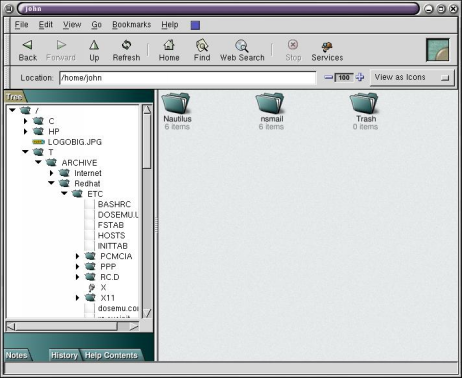 john
File Edit View Go Bookmarks Help
Back Forward Up Refresh Home Find Web Search Stop Services
Location: /home/john 100 View as Icons
Tree
/
C
HP
LOGOBIG.JPG
T
ARCHIVE
Internet
Redhat
ETC
BASHRC
DOSEMU.L
FSTAB
HOSTS
INITTAB
PCMCIA
PPP
RC.D
X
X11
dosemu.co
Nautilus
6 items
nsmail
6 items
Trash
0 items
Notes History Help Contents